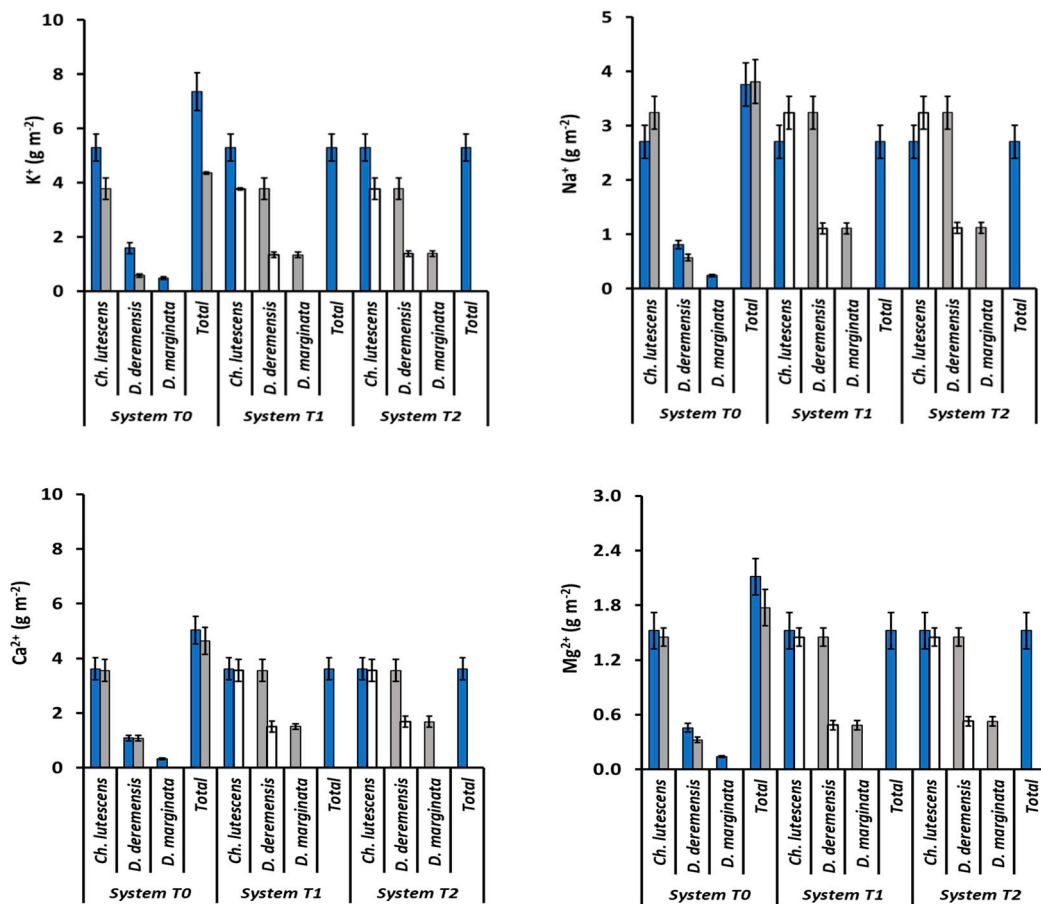 K⁺ (g m⁻²)
10
8
6
4
2
0
Ch. lutescens
D. deremensis
D. marginata
Total
Ch. lutescens
D. deremensis
D. marginata
Total
Ch. lutescens
D. deremensis
D. marginata
Total
System T0
System T1
System T2
Na⁺ (g m⁻²)
5
4
3
2
1
0
Ch. lutescens
D. deremensis
D. marginata
Total
Ch. lutescens
D. deremensis
D. marginata
Total
Ch. lutescens
D. deremensis
D. marginata
Total
System T0
System T1
System T2
Ca²⁺ (g m⁻²)
10
8
6
4
2
0
Ch. lutescens
D. deremensis
D. marginata
Total
Ch. lutescens
D. deremensis
D. marginata
Total
Ch. lutescens
D. deremensis
D. marginata
Total
System T0
System T1
System T2
Mg²⁺ (g m⁻²)
3.0
2.4
1.8
1.2
0.6
0.0
Ch. lutescens
D. deremensis
D. marginata
Total
Ch. lutescens
D. deremensis
D. marginata
Total
Ch. lutescens
D. deremensis
D. marginata
Total
System T0
System T1
System T2